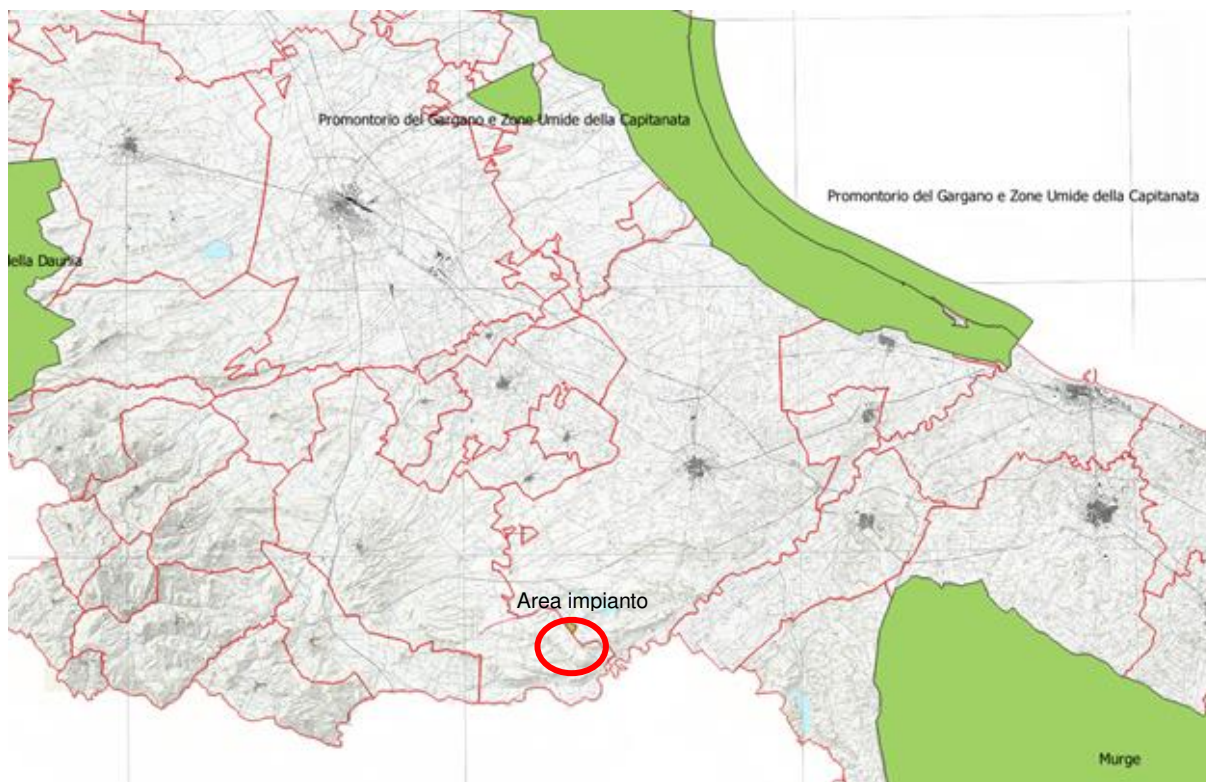 Promontorio del Gargano e Zone Umide della Capitanata
Promontorio del Gargano e Zone Umide della Capitanata
ella Daunia
Area impianto
Murge